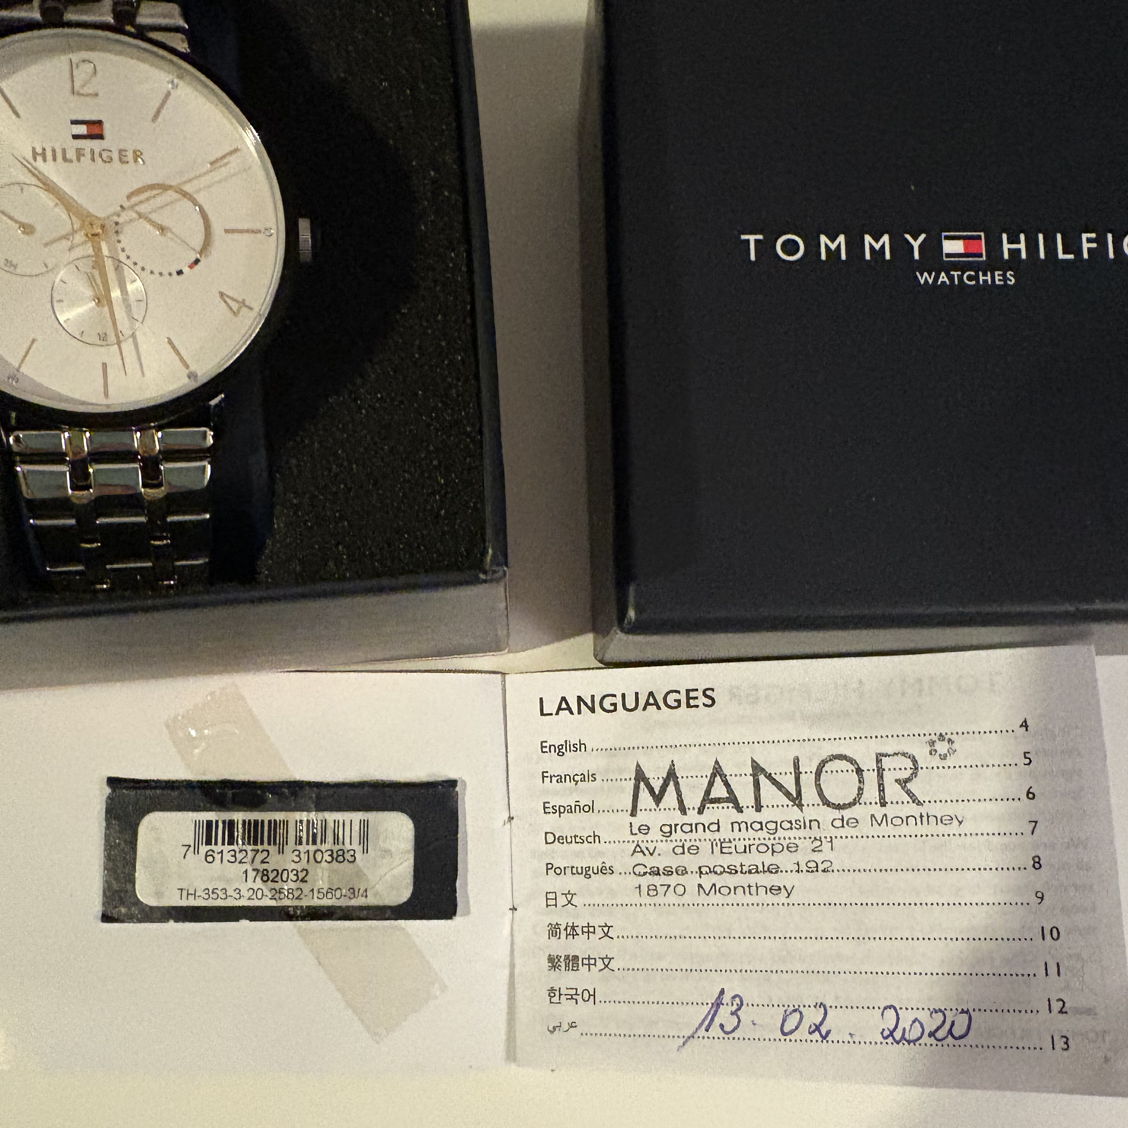 12
HILFIGER
4
12
TOMMY HILFIG
WATCHES
7 613272 310383
1782032
TH-353-3-20-2582-1560-3/4
LANGUAGES
English 4
Français 5
Español 6
Deutsch 7
Português 8
日文 9
简体中文 10
繁體中文 11
한국어 12
عربي 13
MANOR
Le grand magasin de Monthey
Av. de l'Europe 21
Case postale 192
1870 Monthey
13-02-2020